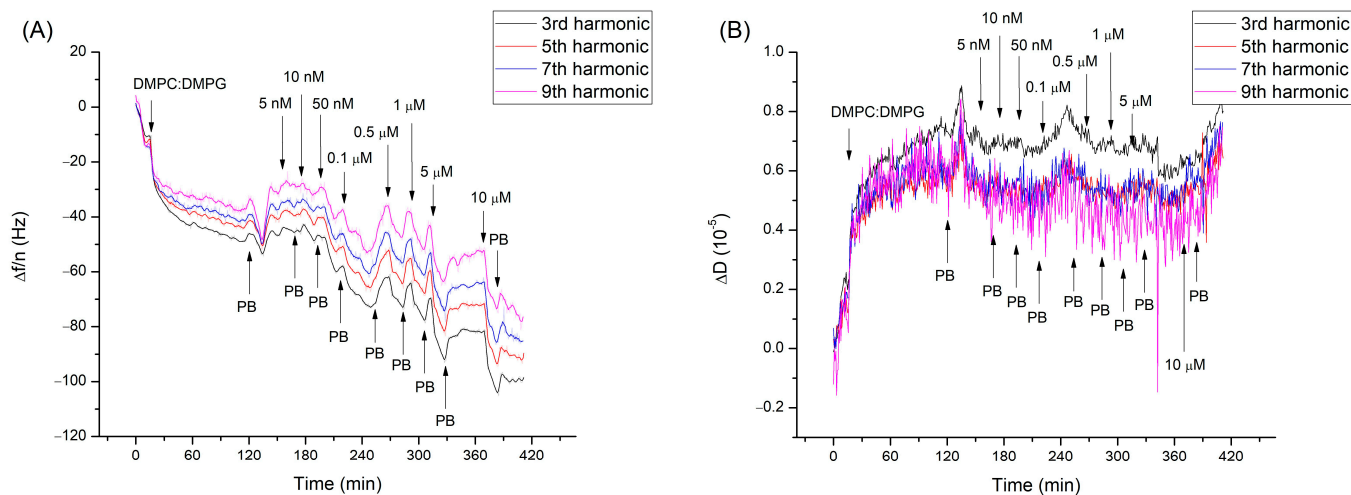 (A)
3rd harmonic
5th harmonic
7th harmonic
9th harmonic
20
0
−20
−40
−60
−80
−100
−120
Δf/n (Hz)
0 60 120 180 240 300 360 420
Time (min)
DMPC:DMPG
5 nM
10 nM
50 nM
0.1 μM
0.5 μM
1 μM
5 μM
10 μM
PB
PB
PB
PB
PB
PB
PB
PB
PB
(B)
3rd harmonic
5th harmonic
7th harmonic
9th harmonic
1.0
0.8
0.6
0.4
0.2
0.0
−0.2
ΔD (10⁻⁵)
0 60 120 180 240 300 360 420
Time (min)
DMPC:DMPG
5 nM
10 nM
50 nM
0.1 μM
0.5 μM
1 μM
5 μM
10 μM
PB
PB
PB
PB
PB
PB
PB
PB
PB